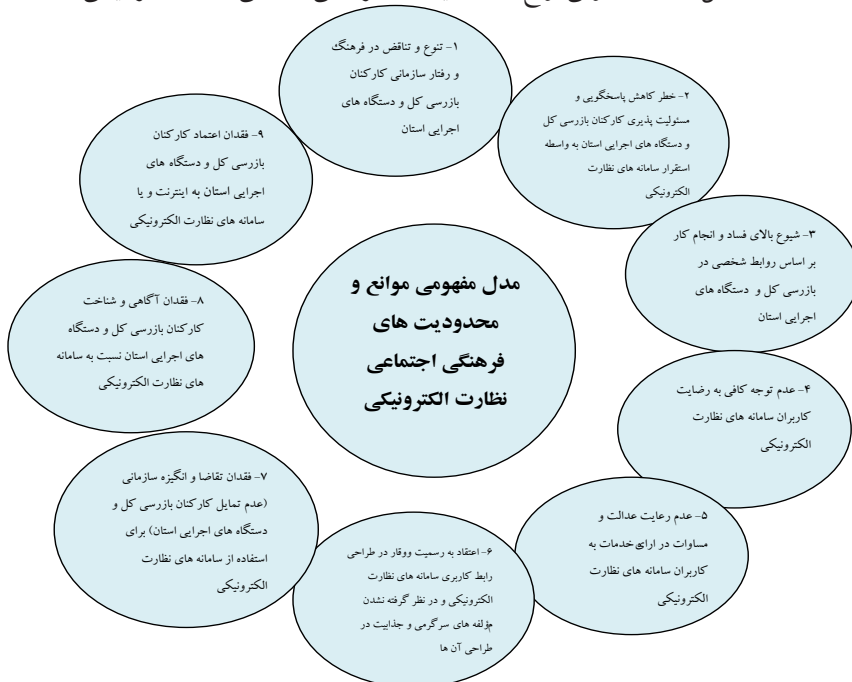 مدل مفهومی موانع و
محدودیت های
فرهنگی اجتماعی
نظارت الکترونیکی
۱- تنوع و تناقض در فرهنگ
و رفتار سازمانی کارکنان
بازرسی کل و دستگاه های
اجرایی استان
۲- خطر کاهش پاسخگویی و
مسئولیت پذیری کارکنان بازرسی کل
و دستگاه های اجرایی استان به واسطه
استقرار سامانه های نظارت
الکترونیکی
۳- شیوع بالای فساد و انجام کار
بر اساس روابط شخصی در
بازرسی کل و دستگاه های
اجرایی استان
۴- عدم توجه کافی به رضایت
کاربران سامانه های نظارت
الکترونیکی
۵- عدم رعایت عدالت و
مساوات در ارایه خدمات به
کاربران سامانه های نظارت
الکترونیکی
۶- اعتقاد به رسمیت ووقار در طراحی
رابط کاربری سامانه های نظارت
الکترونیکی و در نظر گرفته نشدن
مؤلفه های سرگرمی و جذابیت در
طراحی آن ها
۷- فقدان تقاضا و انگیزه سازمانی
(عدم تمایل کارکنان بازرسی کل و
دستگاه های اجرایی استان) برای
استفاده از سامانه های نظارت
الکترونیکی
۸- فقدان آگاهی و شناخت
کارکنان بازرسی کل و دستگاه
های اجرایی استان نسبت به سامانه
های نظارت الکترونیکی
۹- فقدان اعتماد کارکنان
بازرسی کل و دستگاه های
اجرایی استان به اینترنت و یا
سامانه های نظارت الکترونیکی